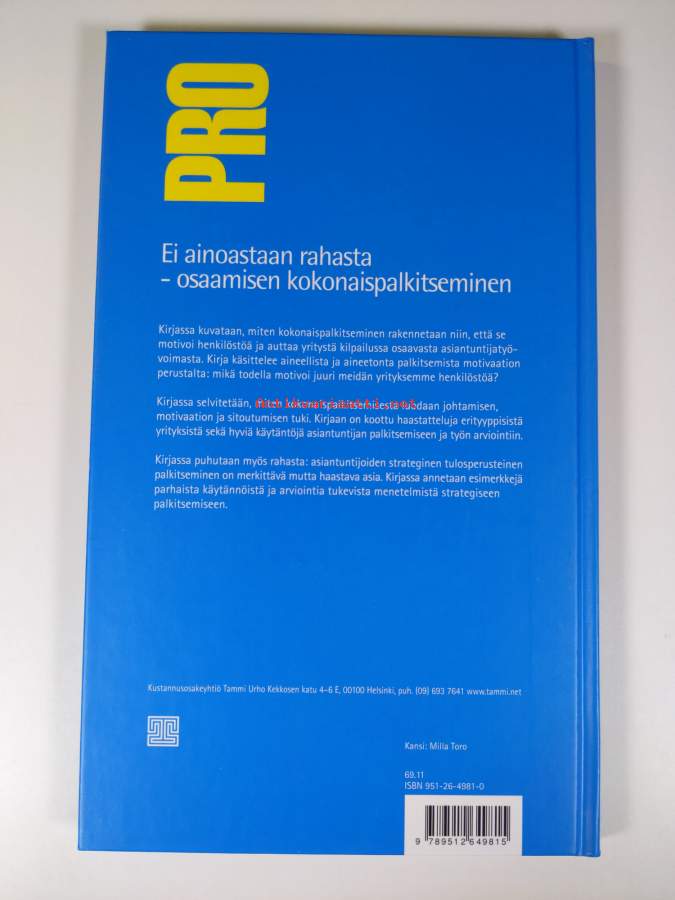 PRO
Ei ainoastaan rahasta
- osaamisen kokonaispalkitseminen
Kirjassa kuvataan, miten kokonaispalkitseminen rakennetaan niin, että se
motivoi henkilöstöä ja auttaa yritystä kilpailussa osaavasta asiantuntijatyö-
voimasta. Kirja käsittelee aineellista ja aineetonta palkitsemista motivaation
perustalta: mikä todella motivoi juuri meidän yrityksemme henkilöstöä?
Kirjassa selvitetään, miten kokonaispalkitsemisesta luodaan johtamisen,
motivaation ja sitoutumisen tuki. Kirjaan on koottu haastatteluja erityyppisistä
yrityksistä sekä hyviä käytäntöjä asiantuntijan palkitsemiseen ja työn arviointiin.
Kirjassa puhutaan myös rahasta: asiantuntijoiden strateginen tulosperusteinen
palkitseminen on merkittävä mutta haastava asia. Kirjassa annetaan esimerkkejä
parhaista käytännöistä ja arviointia tukevista menetelmistä strategiseen
palkitsemiseen.
Kustannusosakeyhtiö Tammi Urho Kekkosen katu 4-6 E, 00100 Helsinki, puh. (09) 693 7641 www.tammi.net
Kansi: Milla Toro
69.11
ISBN 951-26-4981-0
9 789512 649815